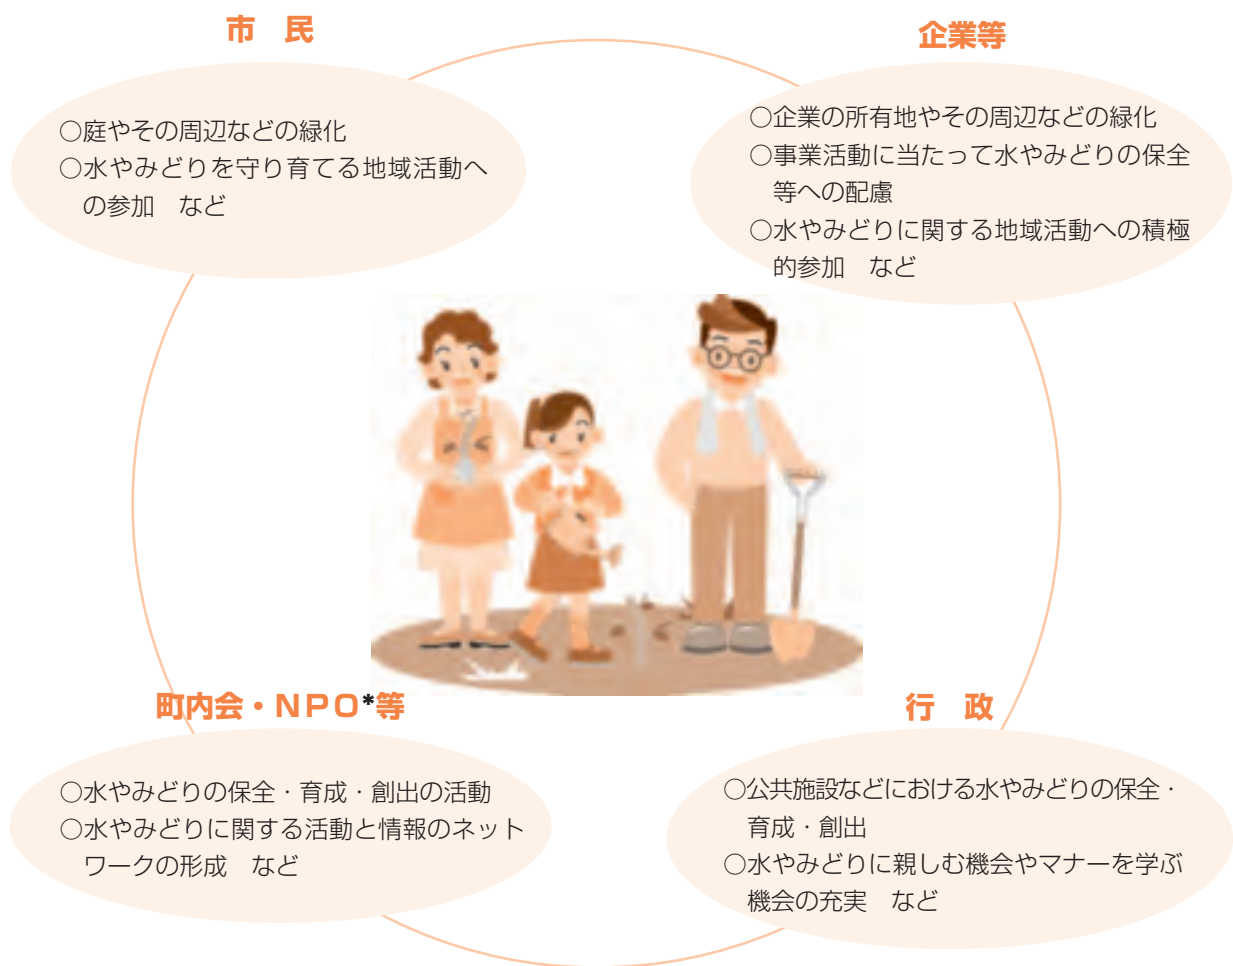 市　民
○庭やその周辺などの緑化
○水やみどりを守り育てる地域活動へ
の参加　など
企業等
○企業の所有地やその周辺などの緑化
○事業活動に当たって水やみどりの保全
等への配慮
○水やみどりに関する地域活動への積極
的参加　など
町内会・ＮＰＯ*等
○水やみどりの保全・育成・創出の活動
○水やみどりに関する活動と情報のネット
ワークの形成　など
行　政
○公共施設などにおける水やみどりの保全・
育成・創出
○水やみどりに親しむ機会やマナーを学ぶ
機会の充実　など